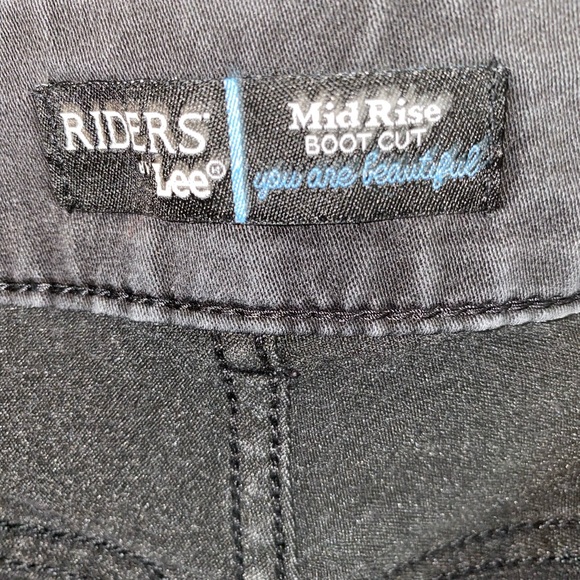 RIDERS®
"Lee®
Mid Rise
BOOT CUT
you are beautiful